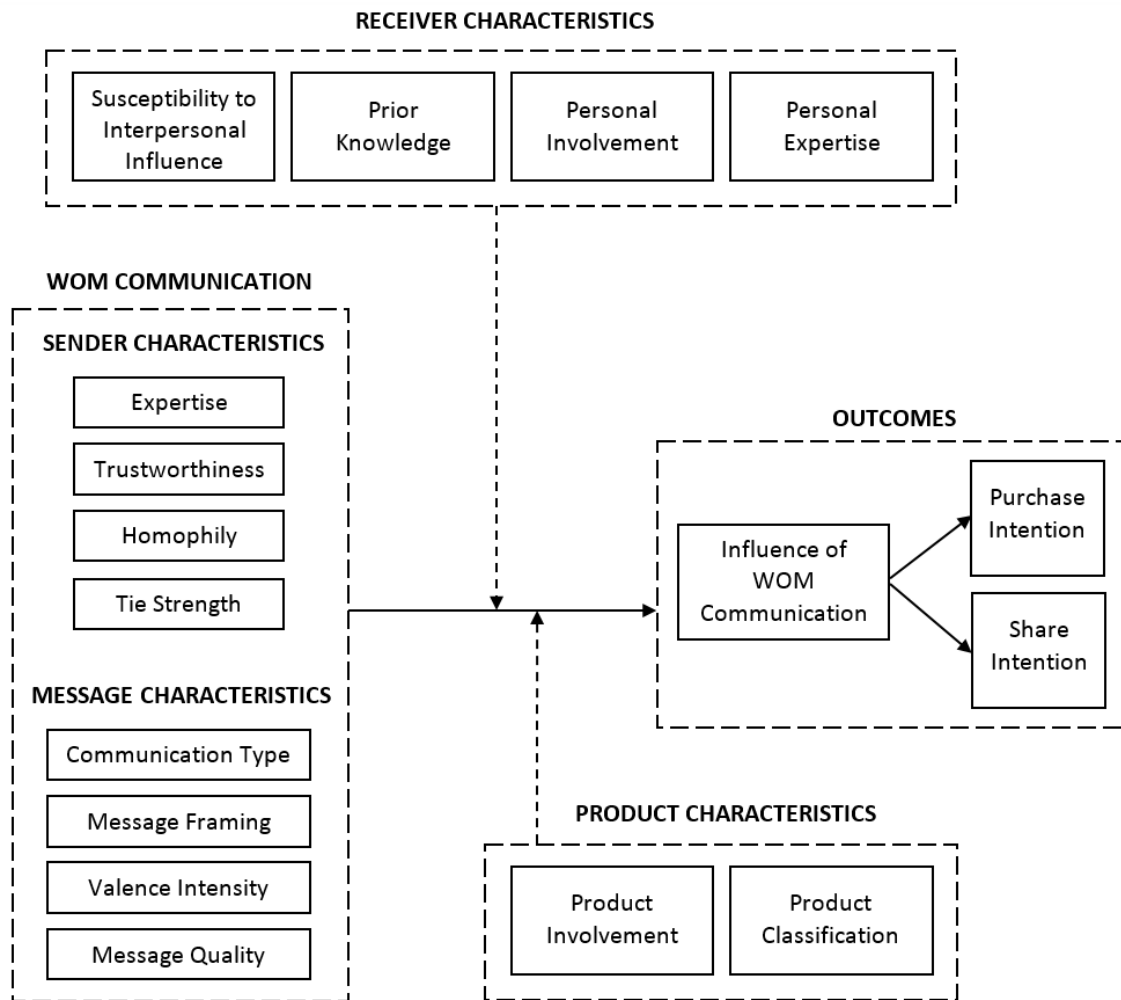 RECEIVER CHARACTERISTICS
Susceptibility to
Interpersonal
Influence
Prior
Knowledge
Personal
Involvement
Personal
Expertise
WOM COMMUNICATION
SENDER CHARACTERISTICS
Expertise
Trustworthiness
Homophily
Tie Strength
MESSAGE CHARACTERISTICS
Communication Type
Message Framing
Valence Intensity
Message Quality
OUTCOMES
Influence of
WOM
Communication
Purchase
Intention
Share
Intention
PRODUCT CHARACTERISTICS
Product
Involvement
Product
Classification